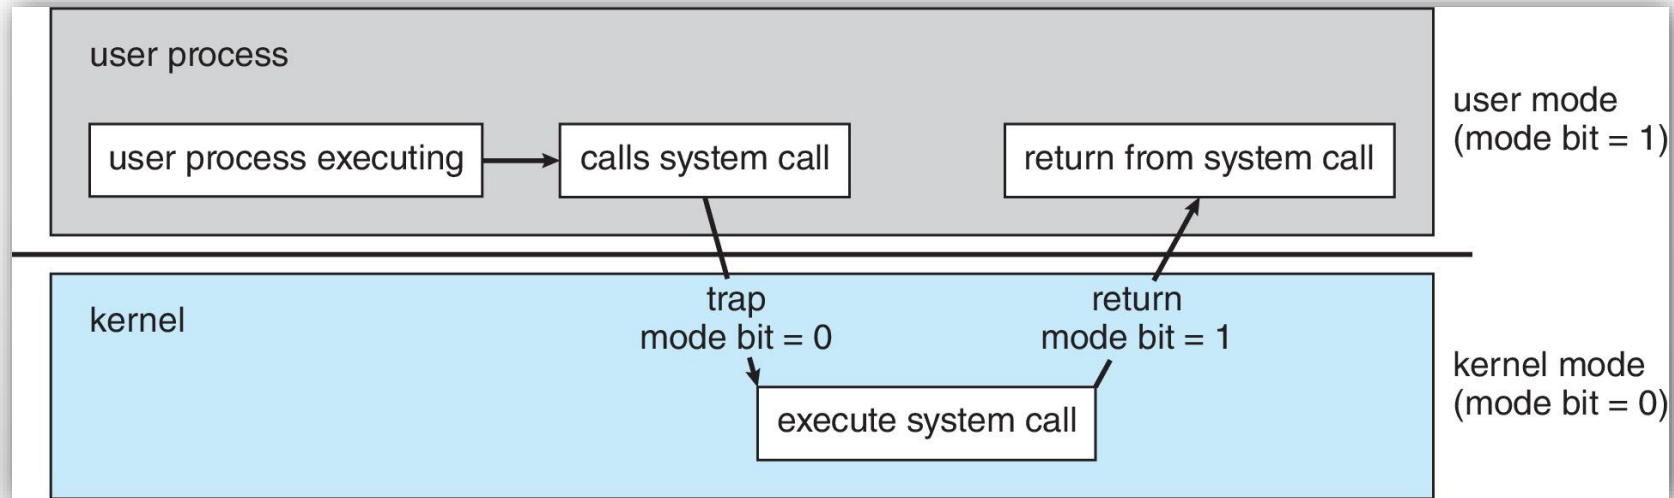 user process
user process executing
calls system call
return from system call
user mode
(mode bit = 1)
kernel
trap
mode bit = 0
return
mode bit = 1
execute system call
kernel mode
(mode bit = 0)